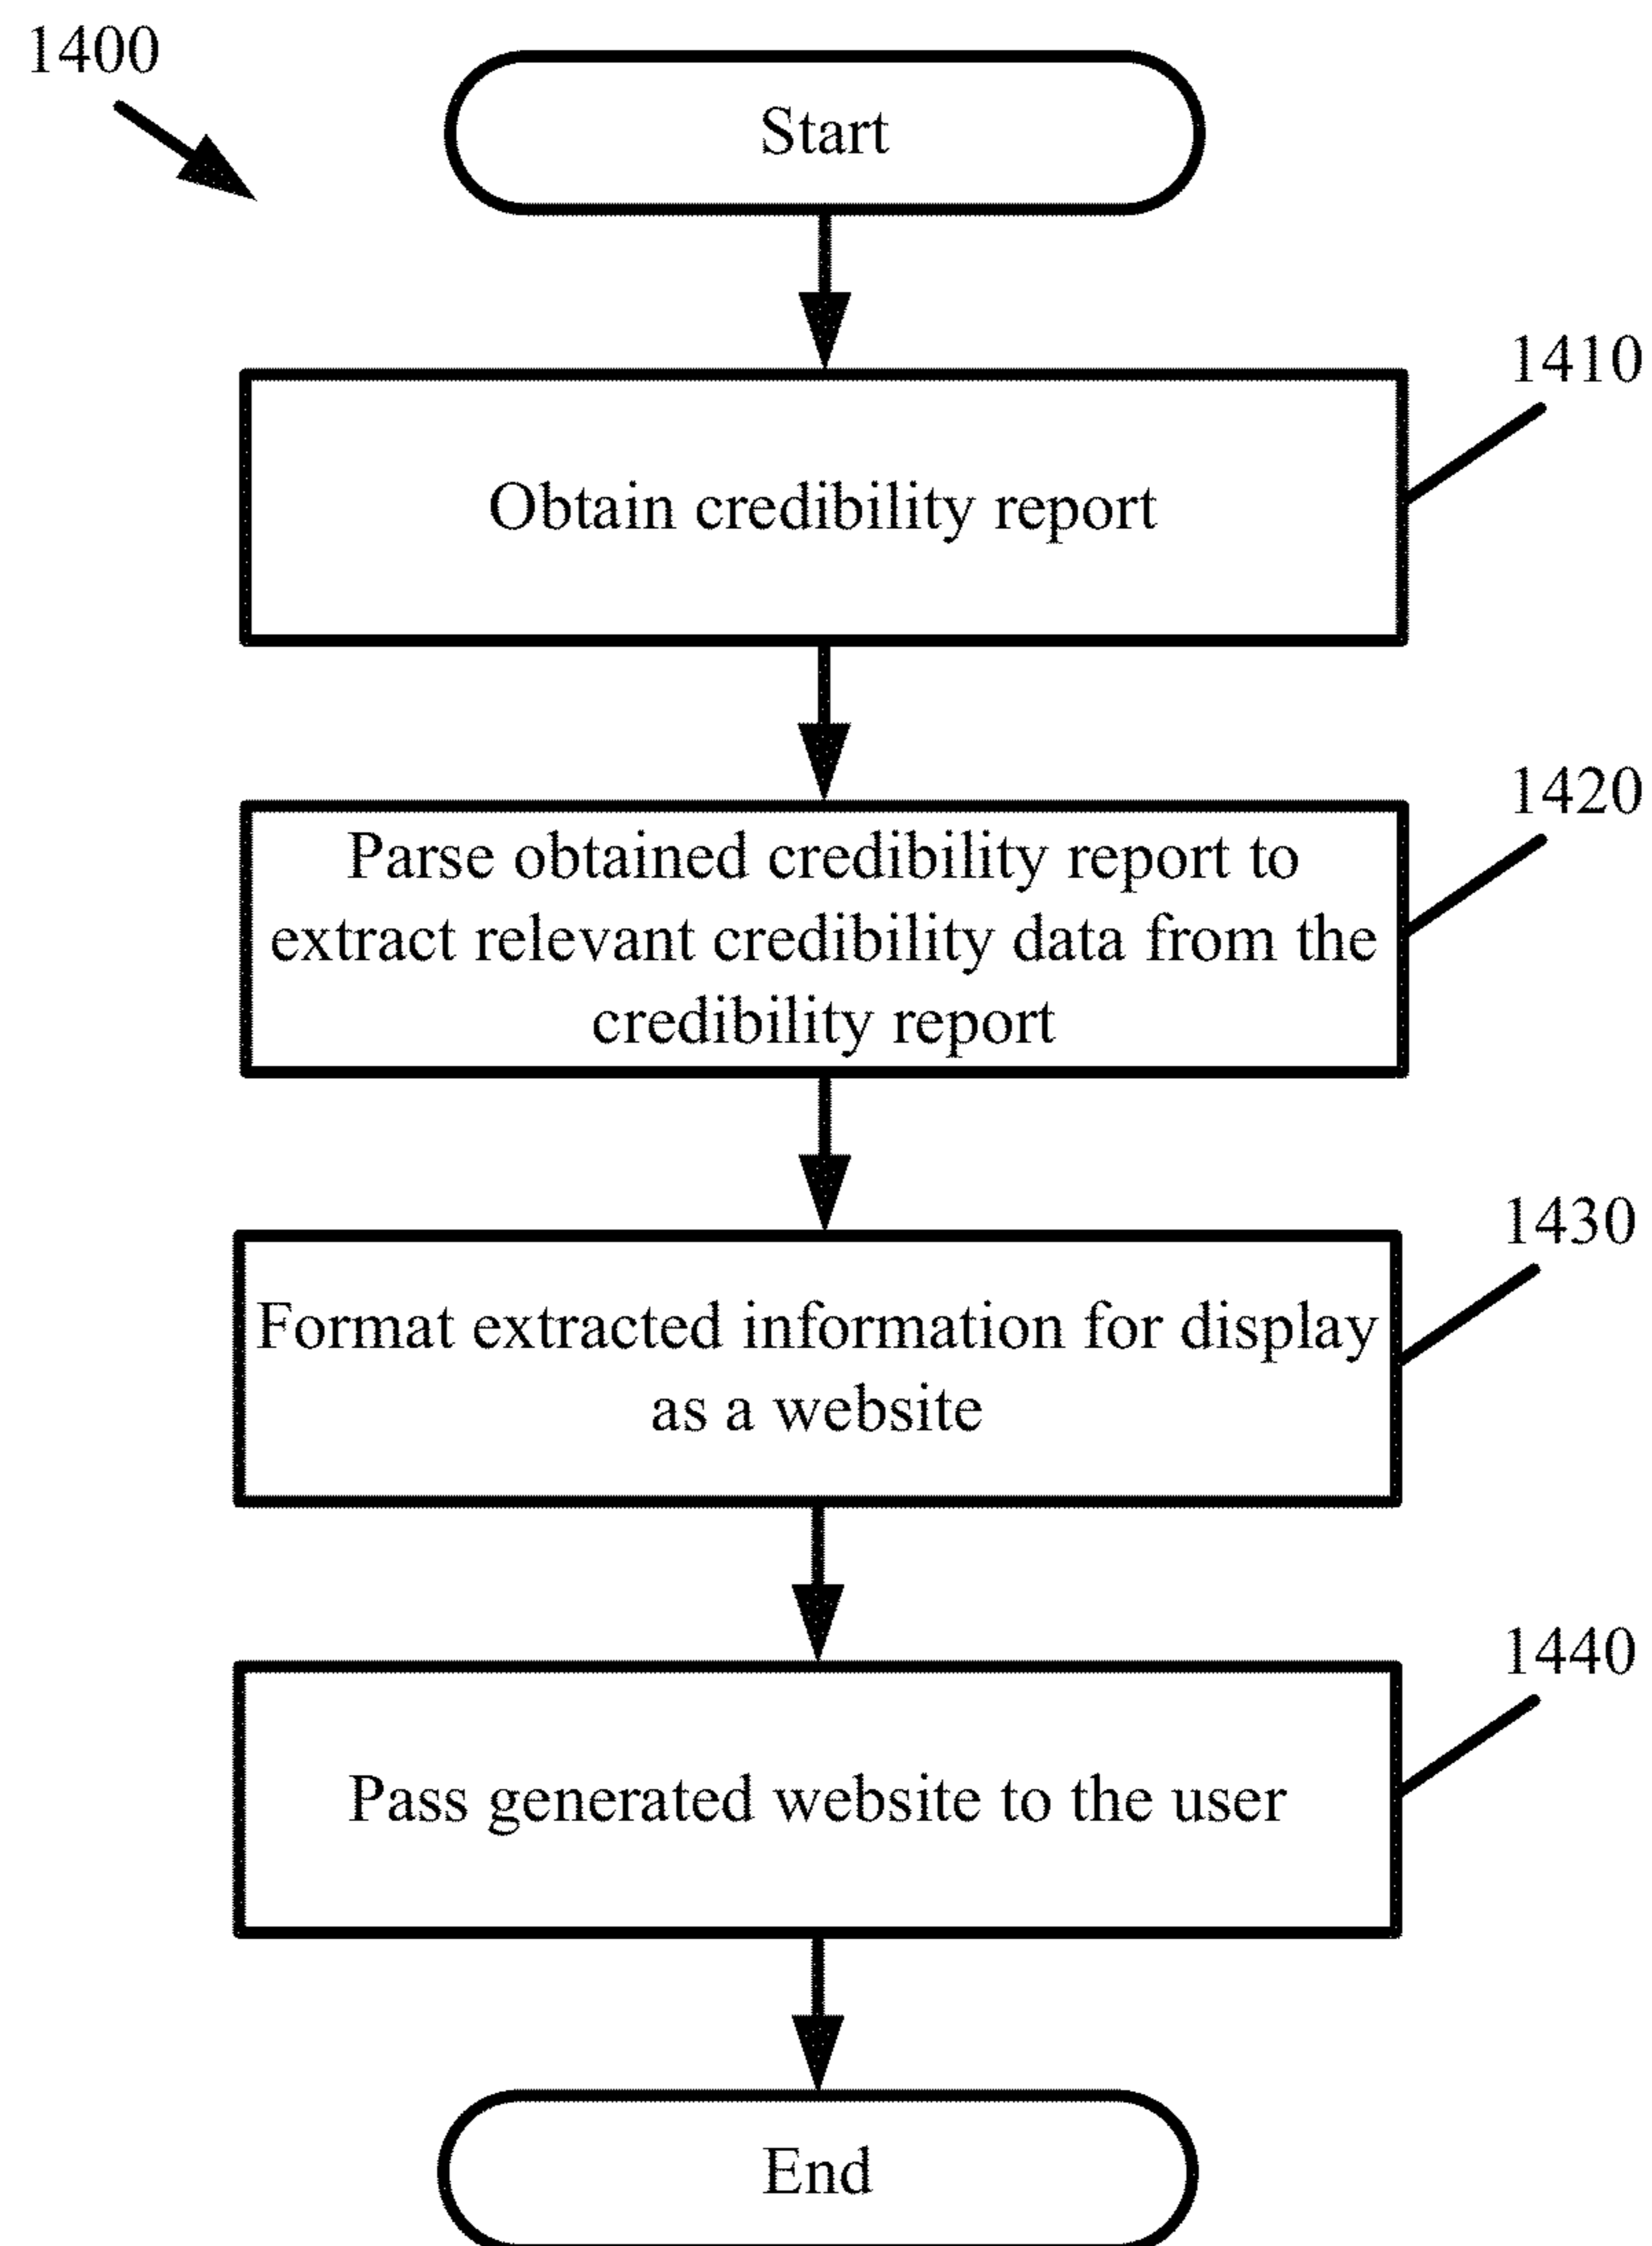 1400
Start
1410
Obtain credibility report
1420
Parse obtained credibility report to
extract relevant credibility data from the
credibility report
1430
Format extracted information for display
as a website
1440
Pass generated website to the user
End